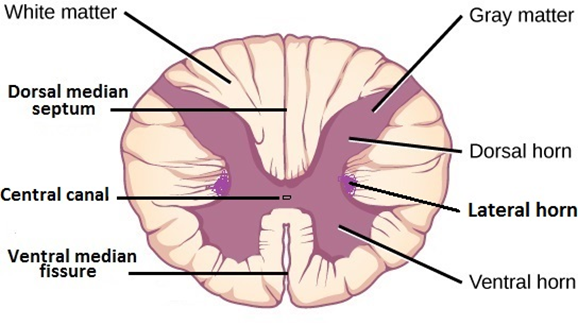 White matter
Gray matter
Dorsal median
septum
Dorsal horn
Central canal
Lateral horn
Ventral median
fissure
Ventral horn